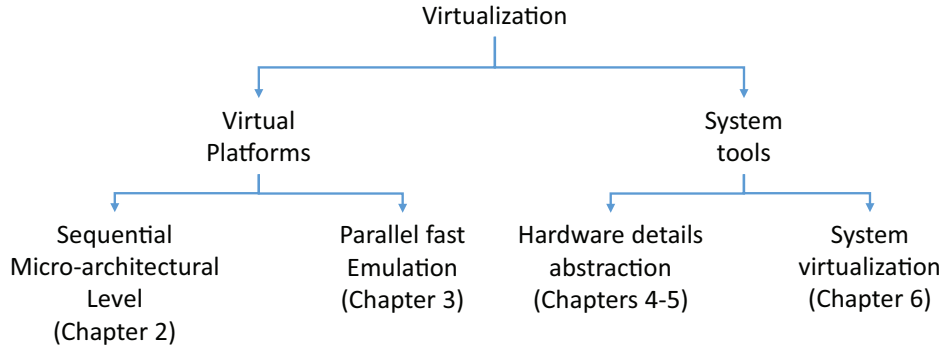 Virtualization
Virtual
Platforms
System
tools
Sequential
Micro-architectural
Level
(Chapter 2)
Parallel fast
Emulation
(Chapter 3)
Hardware details
abstraction
(Chapters 4-5)
System
virtualization
(Chapter 6)